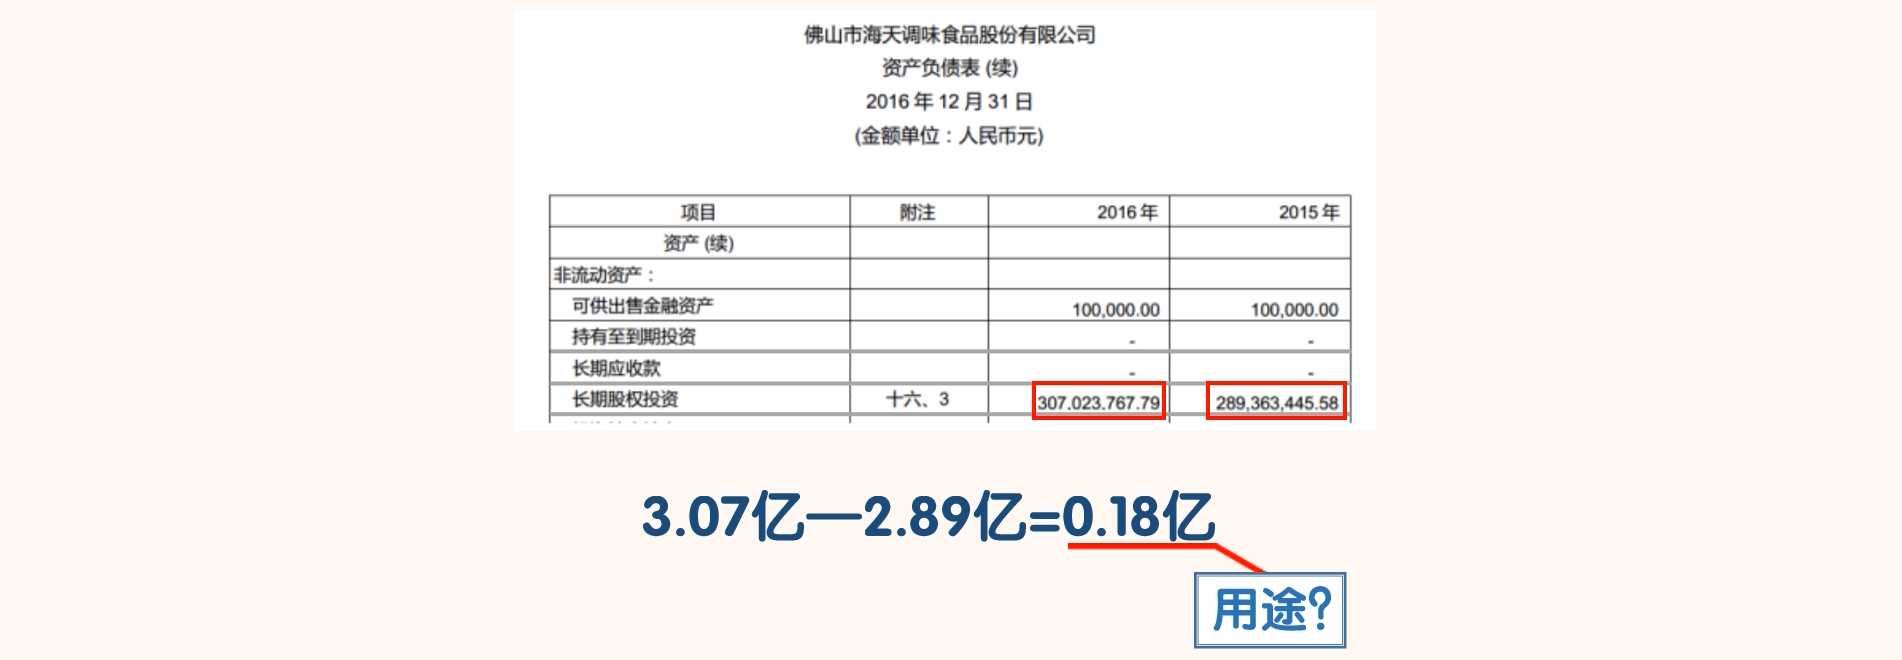 佛山市海天调味食品股份有限公司
资产负债表 (续)
2016 年 12 月 31 日
(金额单位：人民币元)
项目 附注 2016 年 2015 年
资产 (续)
非流动资产：
可供出售金融资产 100,000.00 100,000.00
持有至到期投资 - -
长期应收款 - -
长期股权投资 十六、3 307.023.767.79 289,363,445.58
3.07亿—2.89亿=0.18亿
用途?